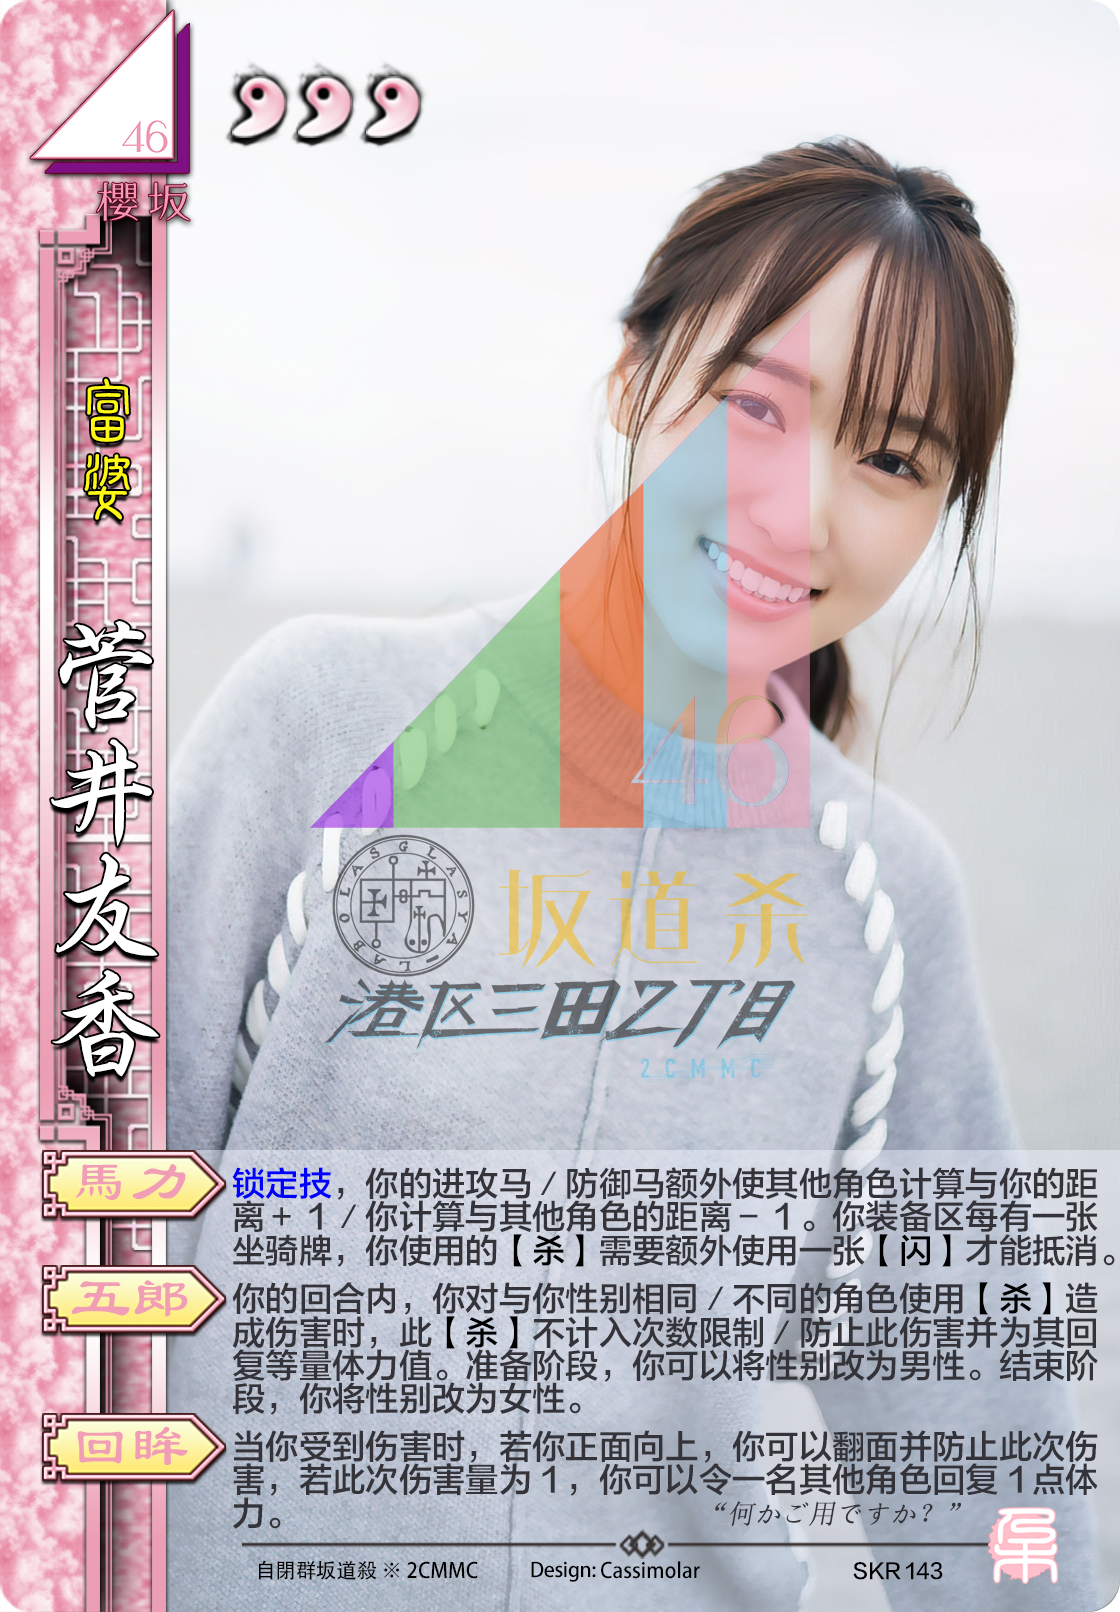 46
櫻坂
富婆
菅井友香
46
GLASYA-LABOLAS
坂道杀
港区三田乙丁目
2CMMC
馬力
锁定技，你的进攻马／防御马额外使其他角色计算与你的距
离＋１／你计算与其他角色的距离－１。你装备区每有一张
坐骑牌，你使用的【杀】需要额外使用一张【闪】才能抵消。
五郎
你的回合内，你对与你性别相同／不同的角色使用【杀】造
成伤害时，此【杀】不计入次数限制／防止此伤害并为其回
复等量体力值。准备阶段，你可以将性别改为男性。结束阶
段，你将性别改为女性。
回眸
当你受到伤害时，若你正面向上，你可以翻面并防止此次伤
害，若此次伤害量为１，你可以令一名其他角色回复１点体
力。
“何かご用ですか？”
自閉群坂道殺 ※ 2CMMC
Design: Cassimolar
SKR143